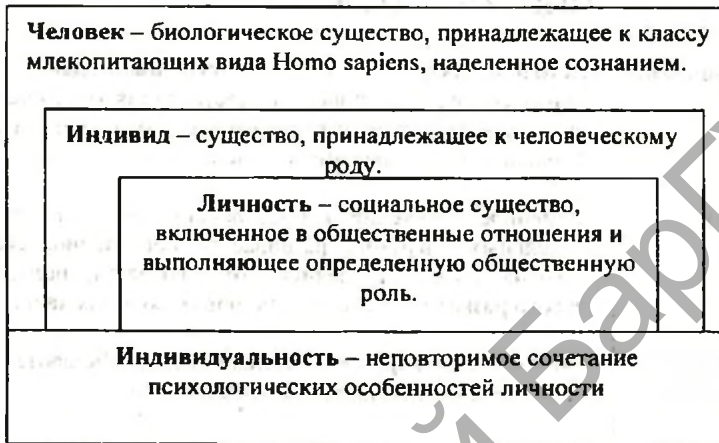 Человек – биологическое существо, принадлежащее к классу
млекопитающих вида Homo sapiens, наделенное сознанием.
Индивид – существо, принадлежащее к человеческому
роду.
Личность – социальное существо,
включенное в общественные отношения и
выполняющее определенную общественную
роль.
Индивидуальность – неповторимое сочетание
психологических особенностей личности
й БарГ